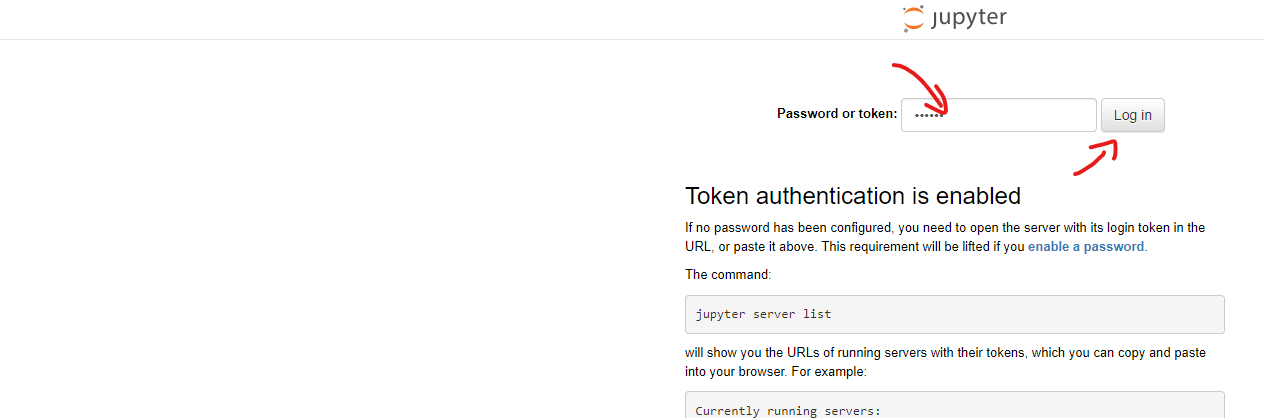 jupyter
Password or token: •••••• Log in
Token authentication is enabled
If no password has been configured, you need to open the server with its login token in the
URL, or paste it above. This requirement will be lifted if you enable a password.
The command:
jupyter server list
will show you the URLs of running servers with their tokens, which you can copy and paste
into your browser. For example:
Currently running servers: